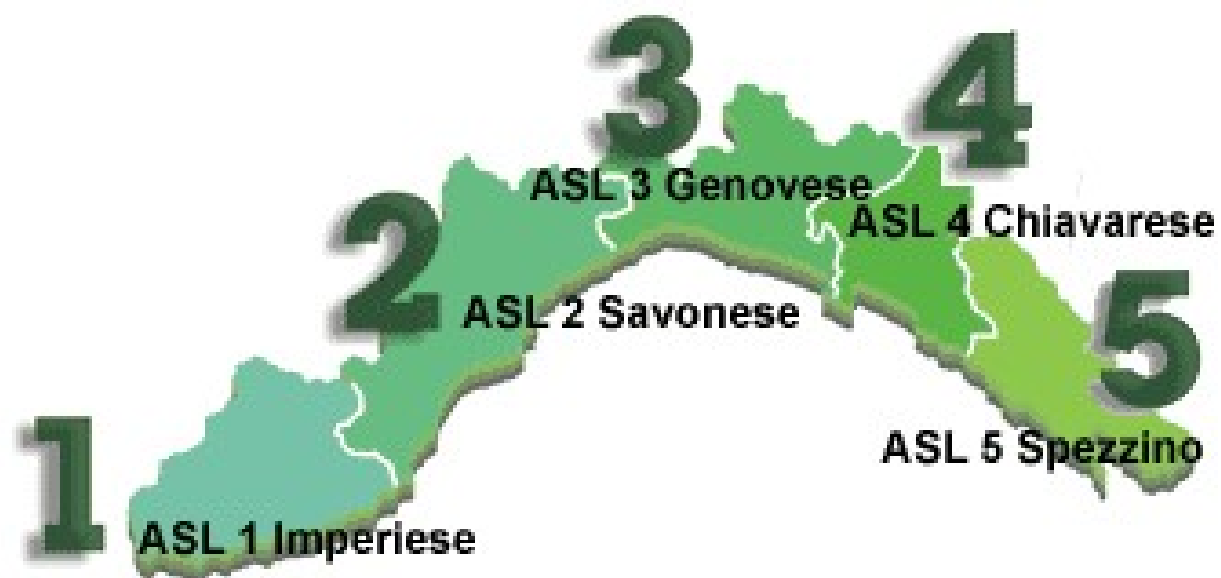 3
4
ASL 3 Genovese
2
ASL 4 Chiavarese
ASL 2 Savonese
5
1
ASL 5 Spezzino
ASL 1 Imperiese